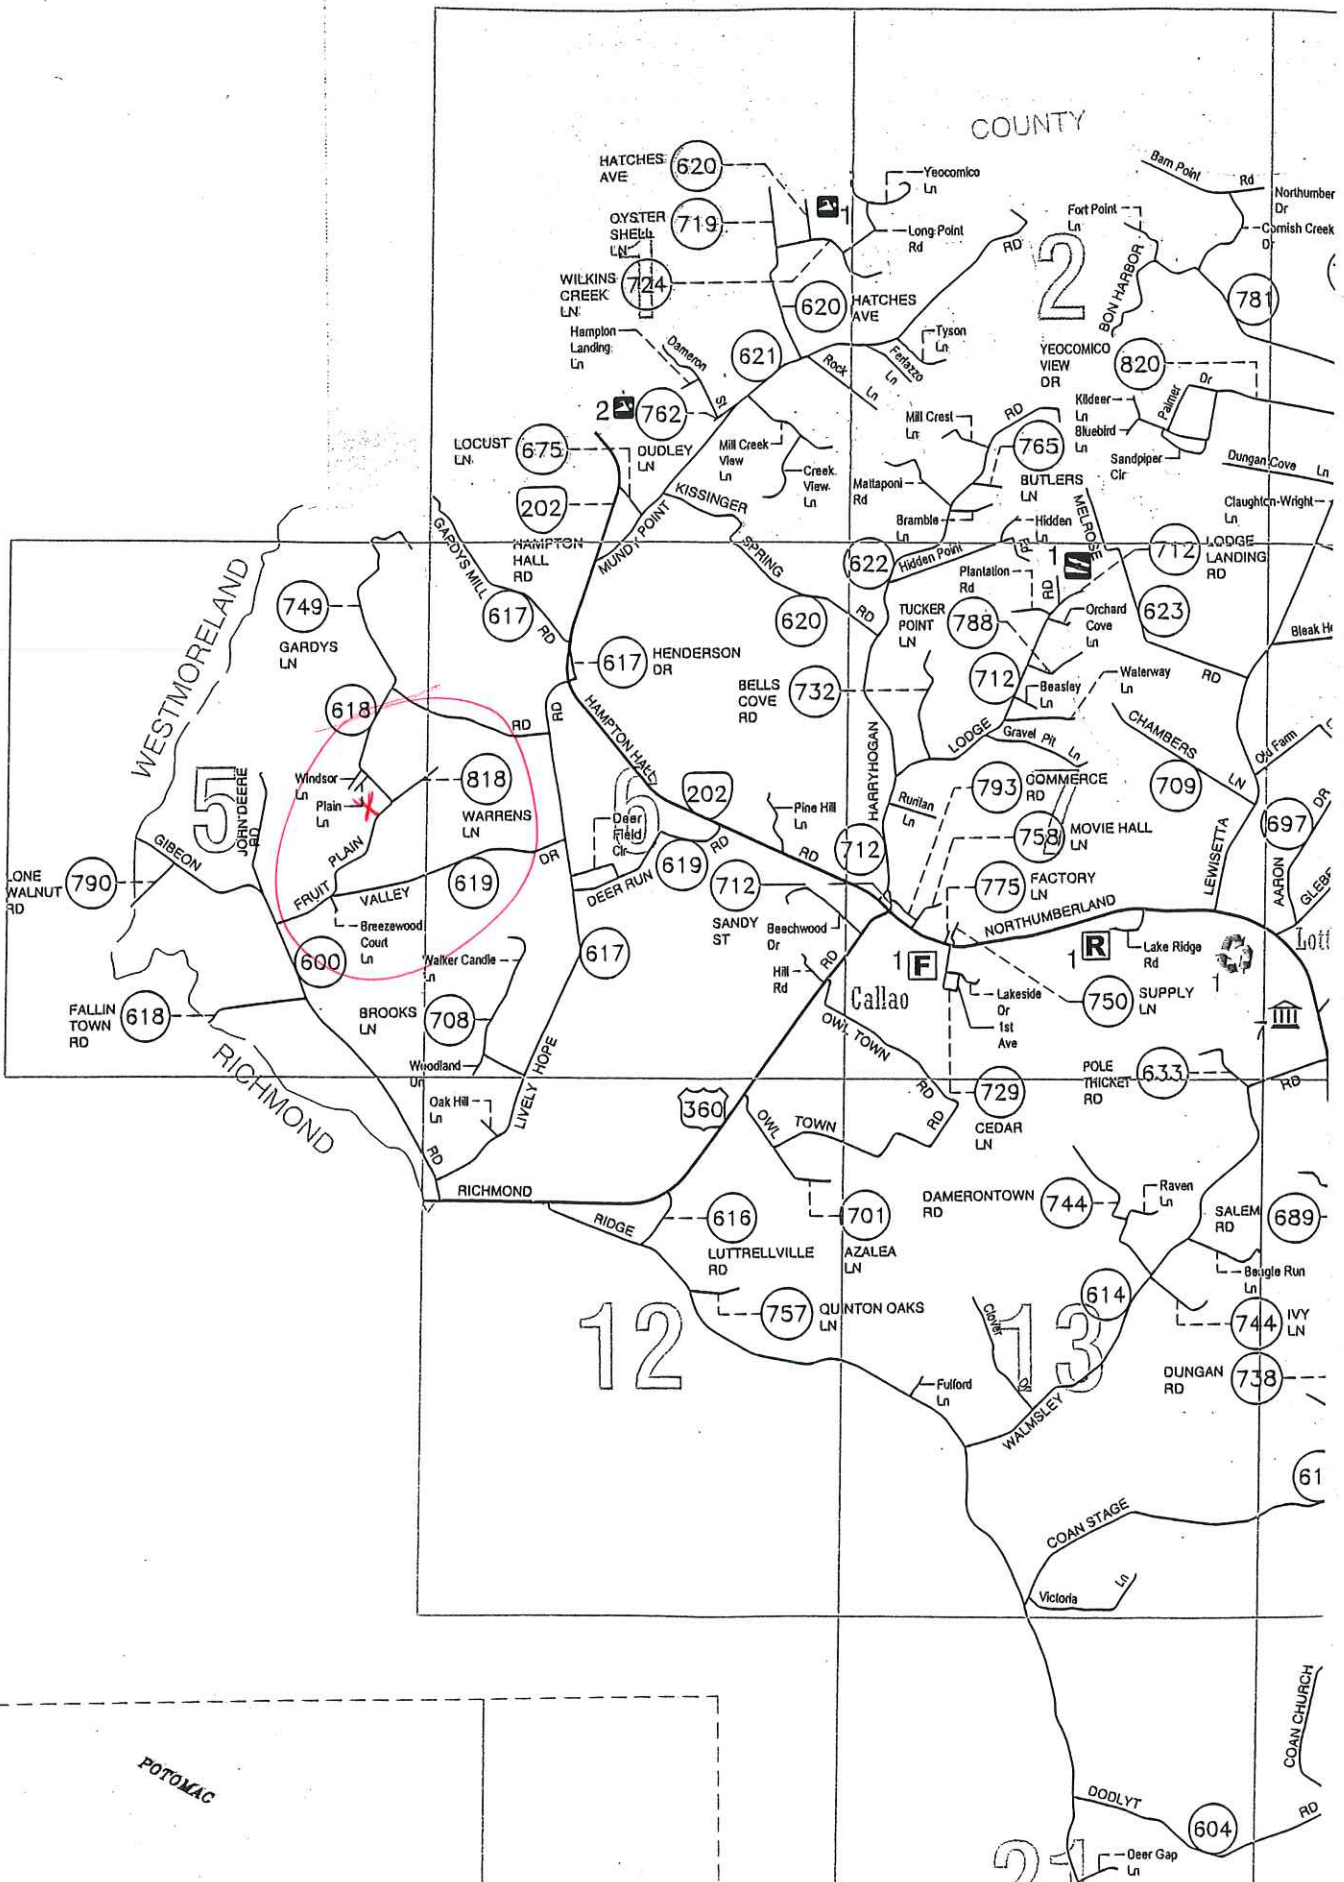 COUNTY
HATCHES
AVE
620
Yeocomico
Ln
Barn Point
Rd
Northumber
Dr
OYSTER
SHELL
LN
719
1
Long Point
Rd
RD
Fort Point
Ln
2
Cornish Creek
Dr
WILKINS
CREEK
LN
724
620
HATCHES
AVE
BON HARBOR
781
Hampton
Landing
Ln
Dameron
St
621
Rock
Ln
Ferlazzo
Ln
Tyson
Ln
YEOCOMICO
VIEW
DR
820
Palmer
Dr
2
762
DUDLEY
LN
Mill Creek
View
Ln
Creek
View
Ln
Mill Crest
Ln
RD
765
BUTLERS
LN
Kildeer
Ln
Bluebird
Ln
Sandpiper
Clr
Dungan Cove
Ln
LOCUST
LN
675
202
HAMPTON
HALL
RD
MUNDY POINT
KISSINGER
SPRING
RD
620
Mattaponi
Rd
Bramble
Ln
Hidden
Ln
MELROSE
Claughton-Wright
Ln
GARDYS MILL
RD
617
622
Hidden Point
Rd
1
712
LODGE
LANDING
RD
WESTMORELAND
749
GARDYS
LN
617
HENDERSON
DR
TUCKER
POINT
LN
788
Plantation
Rd
RD
Orchard
Cove
Ln
623
RD
618
RD
RD
HAMPTON HALL
BELLS
COVE
RD
732
712
Beasley
Ln
Waterway
Ln
CHAMBERS
LN
Old Farm
5
JOHN DEERE
RD
Windsor
Ln
Plain
Ln
818
WARRENS
LN
6
202
Pine Hill
Ln
HARRYHOGAN
LODGE
Gravel Pit
Ln
Ruritan
Ln
793
COMMERCE
RD
709
LEWISETTA
697
AARON
DR
GIBEON
FRUIT
PLAIN
VALLEY
619
DR
Deer
Field
Clr
DEER RUN
619
RD
RD
712
758
MOVIE HALL
LN
790
WALNUT
RD
Breezewood
Court
Ln
600
617
712
SANDY
ST
Beechwood
Dr
775
FACTORY
LN
NORTHUMBERLAND
FALLIN
TOWN
RD
618
Walker Candle
Ln
BROOKS
LN
708
Hill
Rd
RD
Callao
1 F
1 R
Lake Ridge
Rd
1
Lakeside
Dr
1st
Ave
750
SUPPLY
LN
RICHMOND
Woodland
LIVELY HOPE
OWL TOWN
RD
729
CEDAR
LN
POLE
THICKET
RD
633
RD
Oak Hill
Ln
RD
360
OWL
TOWN
RD
RICHMOND
RIDGE
616
LUTTRELLVILLE
RD
701
AZALEA
LN
DAMERONTOWN
RD
744
Raven
Ln
SALEM
RD
689
Beagle Run
Ln
12
757
QUINTON OAKS
LN
Clover
13
614
744
IVY
LN
Fulford
Ln
WALMSLEY
DUNGAN
RD
738
61
COAN STAGE
Victoria
Ln
COAN CHURCH
POTOMAC
DODLYT
604
RD
21
Deer Gap
Ln